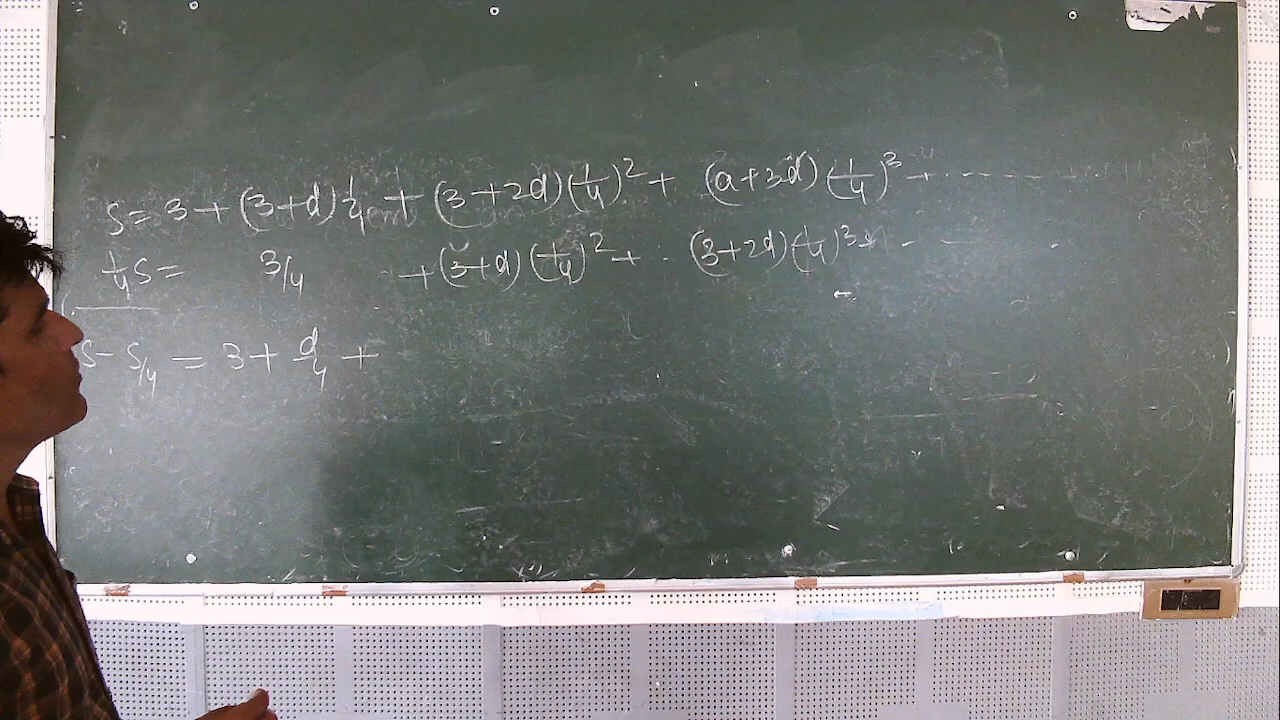 S = 3 + (3+d) 1/4 + (3+2d)(1/4)^2 + (a+3d)(1/4)^3 + - - - - - -
1/4 S = 3/4 + (3+d)(1/4)^2 + (3+2d)(1/4)^3 + - - -
S - S/4 = 3 + d/4 +